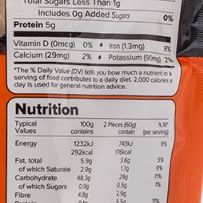 Total Sugars Less Than 1g
Includes 0g Added Sugars 0%
Protein 5g
Vitamin D (0mcg) 0% • Iron (1.3mg) 8%
Calcium (29mg) 2% • Potassium (90mg) 2%
*The % Daily Value (DV) tells you how much a nutrient in a
serving of food contributes to a daily diet. 2,000 calories a
day is used for general nutrition advice.
Nutrition
Typical 100g 2 Pieces (60g) % RI*
Values contains contain (per serving)
Energy 1232kJ 743kJ 9%
292kcal 176kcal
Fat, total 5.9g 3.6g 5%
of which Saturate 2.9g 1.7g 9%
Carbohydrate 48.3g 29g 11%
of which Sugars 0.9g 0.5g 1%
Fibre 4.8g 2.9g